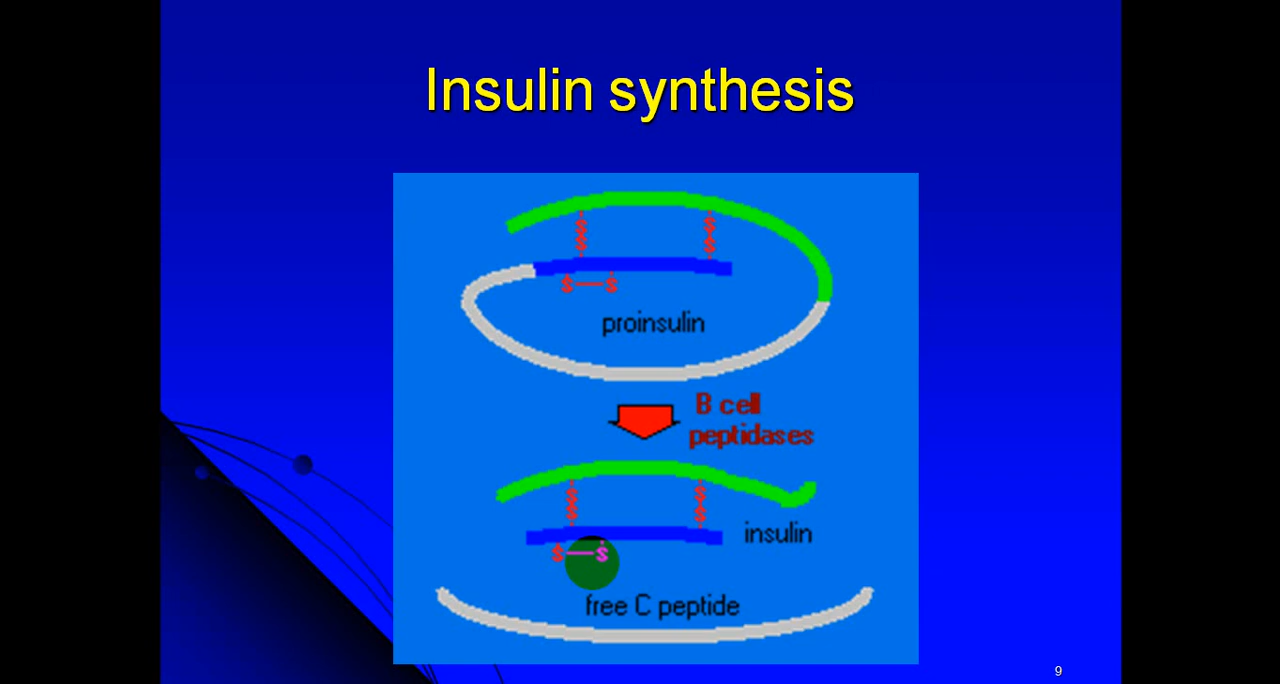 Insulin synthesis
S S
S S
S S
S—S
proinsulin
B cell
peptidases
S S
S S
S S
insulin
S—S
free C peptide
9